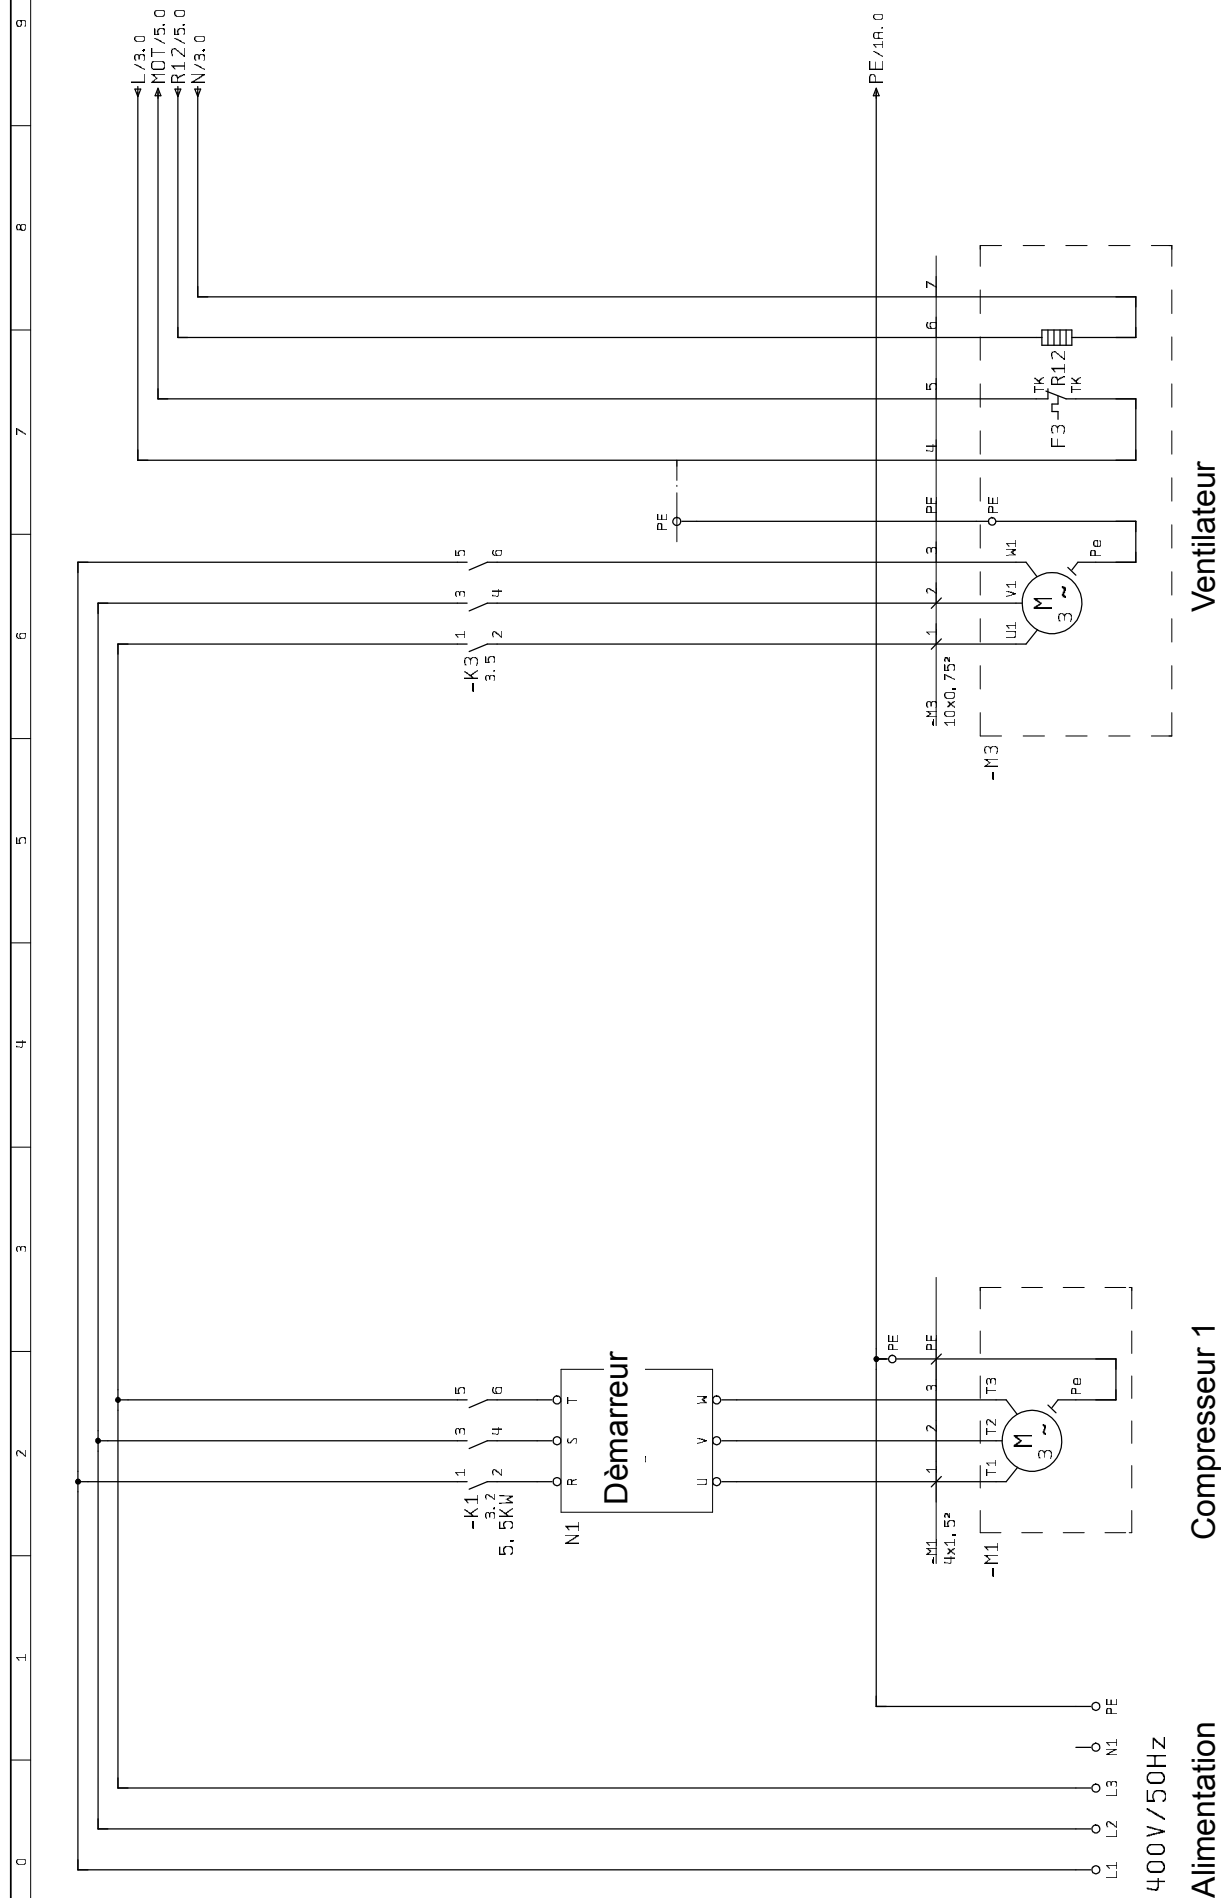 0 1 2 3 4 5 6 7 8 9
L/3.0
MOT/5.0
R12/5.0
N/3.0
1 2 3 4 5 6
-K1
3.2
5,5KW
1 2 3 4 5 6
-K3
3.5
R S T
N1
Dèmarreur
U V W
PE
PE
PE/1A.0
-M1
4x1,5²
1 2 3 PE
-M3
10x0,75²
1 2 3 PE 4 5 6 7
-M1
T1 T2 T3
M
3 ~
Pe
-M3
U1 V1 W1
PE
M
3 ~
Pe
F3
TK
TK
R12
L1 L2 L3 N1 PE
400V/50Hz
Alimentation
Compresseur 1
Ventilateur